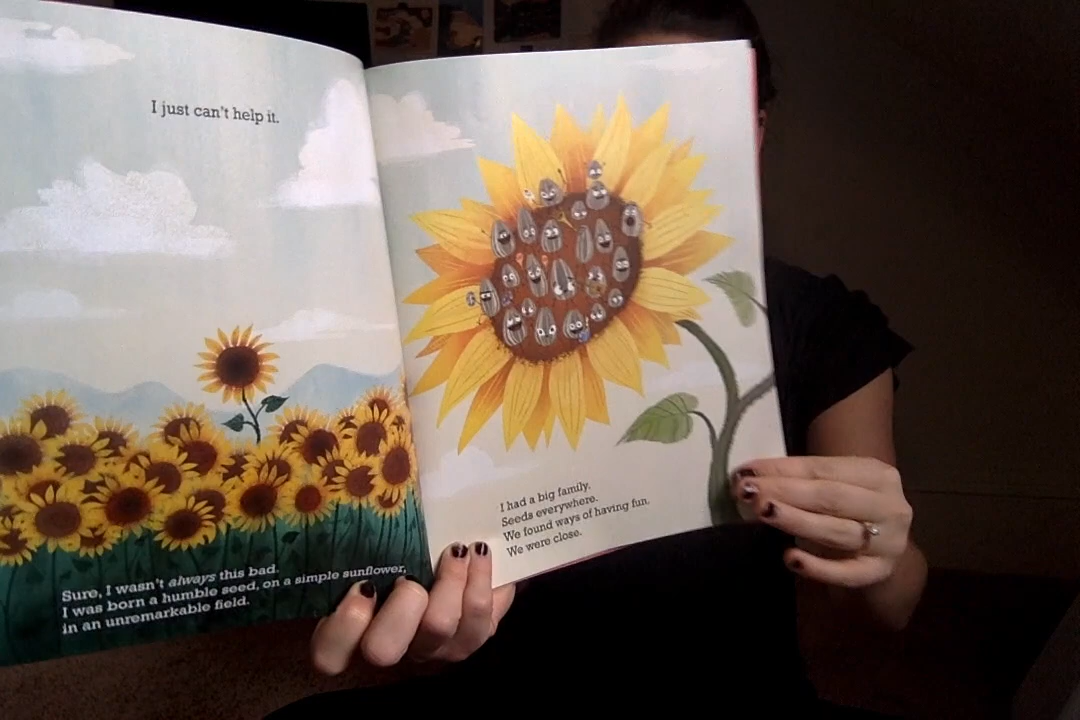 I just can't help it.
Sure, I wasn't always this bad.
I was born a humble seed, on a simple sunflower,
in an unremarkable field.
I had a big family.
Seeds everywhere.
We found ways of having fun.
We were close.